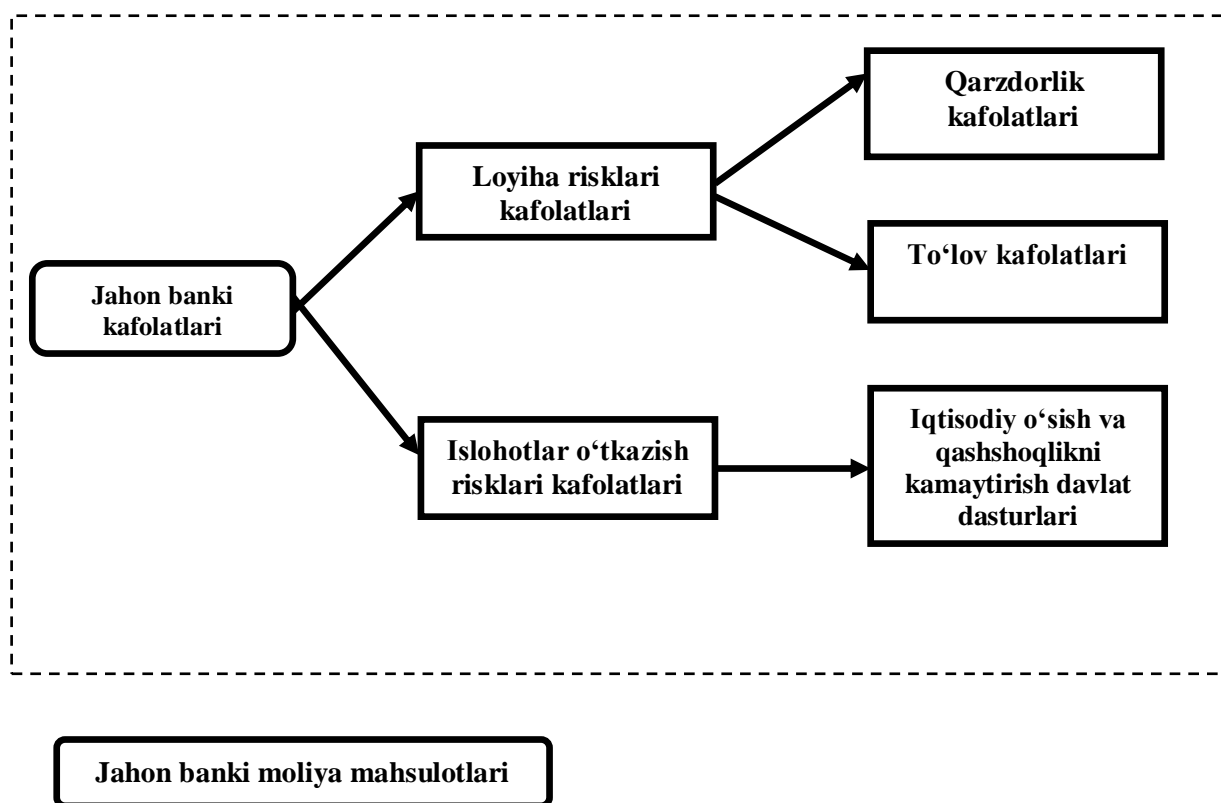 Qarzdorlik
kafolatlari
Loyiha risklari
kafolatlari
To‘lov kafolatlari
Jahon banki
kafolatlari
Islohotlar o‘tkazish
risklari kafolatlari
Iqtisodiy o‘sish va
qashshoqlikni
kamaytirish davlat
dasturlari
Jahon banki moliya mahsulotlari